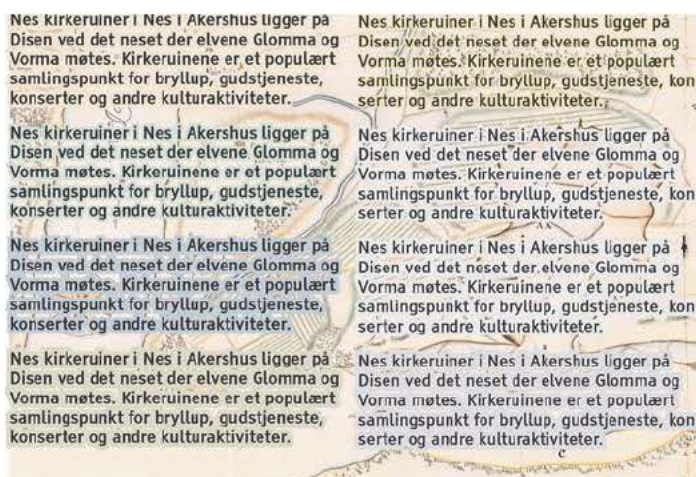 Nes kirkeruiner i Nes i Akershus ligger på
Disen ved det neset der elvene Glomma og
Vorma møtes. Kirkeruinene er et populært
samlingspunkt for bryllup, gudstjeneste,
konserter og andre kulturaktiviteter.
Nes kirkeruiner i Nes i Akershus ligger på
Disen ved det neset der elvene Glomma og
Vorma møtes. Kirkeruinene er et populært
samlingspunkt for bryllup, gudstjeneste,
konserter og andre kulturaktiviteter.
Nes kirkeruiner i Nes i Akershus ligger på
Disen ved det neset der elvene Glomma og
Vorma møtes. Kirkeruinene er et populært
samlingspunkt for bryllup, gudstjeneste,
konserter og andre kulturaktiviteter.
Nes kirkeruiner i Nes i Akershus ligger på
Disen ved det neset der elvene Glomma og
Vorma møtes. Kirkeruinene er et populært
samlingspunkt for bryllup, gudstjeneste,
konserter og andre kulturaktiviteter.
Nes kirkeruiner i Nes i Akershus ligger på
Disen ved det neset der elvene Glomma og
Vorma møtes. Kirkeruinene er et populært
samlingspunkt for bryllup, gudstjeneste, kon
serter og andre kulturaktiviteter.
Nes kirkeruiner i Nes i Akershus ligger på
Disen ved det neset der elvene Glomma og
Vorma møtes. Kirkeruinene er et populært
samlingspunkt for bryllup, gudstjeneste, kon
serter og andre kulturaktiviteter.
Nes kirkeruiner i Nes i Akershus ligger på
Disen ved det neset der elvene Glomma og
Vorma møtes. Kirkeruinene er et populært
samlingspunkt for bryllup, gudstjeneste, kon
serter og andre kulturaktiviteter.
Nes kirkeruiner i Nes i Akershus ligger på
Disen ved det neset der elvene Glomma og
Vorma møtes. Kirkeruinene er et populært
samlingspunkt for bryllup, gudstjeneste, kon
serter og andre kulturaktiviteter.
c